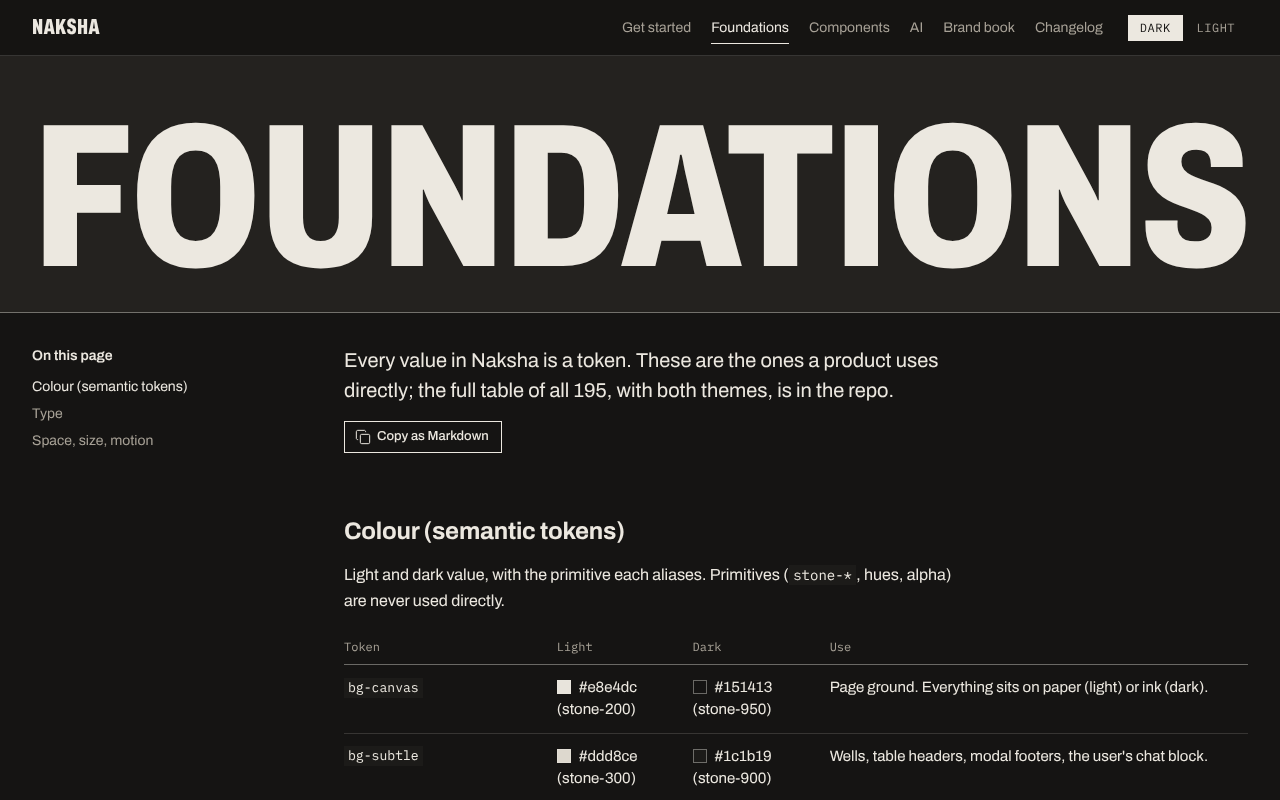 NAKSHA
Get started Foundations Components AI Brand book Changelog DARK LIGHT
FOUNDATIONS
On this page
Colour (semantic tokens)
Type
Space, size, motion
Every value in Naksha is a token. These are the ones a product uses
directly; the full table of all 195, with both themes, is in the repo.
Copy as Markdown
Colour (semantic tokens)
Light and dark value, with the primitive each aliases. Primitives ( stone-* , hues, alpha)
are never used directly.
Token Light Dark Use
bg-canvas #e8e4dc #151413 Page ground. Everything sits on paper (light) or ink (dark).
(stone-200) (stone-950)
bg-subtle #ddd8ce #1c1b19 Wells, table headers, modal footers, the user's chat block.
(stone-300) (stone-900)